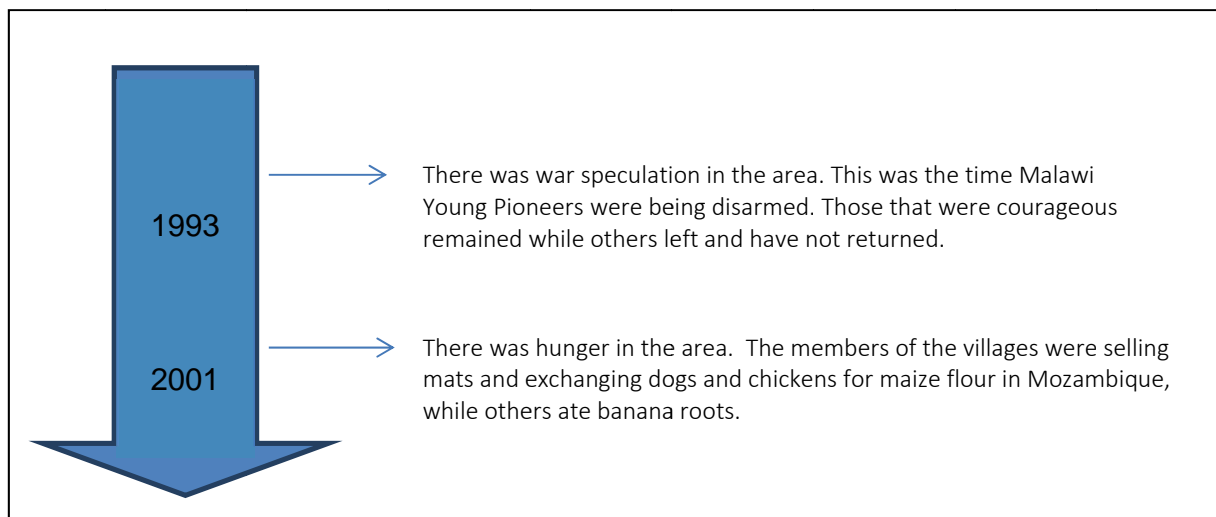 There was war speculation in the area. This was the time Malawi
Young Pioneers were being disarmed. Those that were courageous
remained while others left and have not returned.
1993
There was hunger in the area.  The members of the villages were selling
mats and exchanging dogs and chickens for maize flour in Mozambique,
while others ate banana roots.
2001